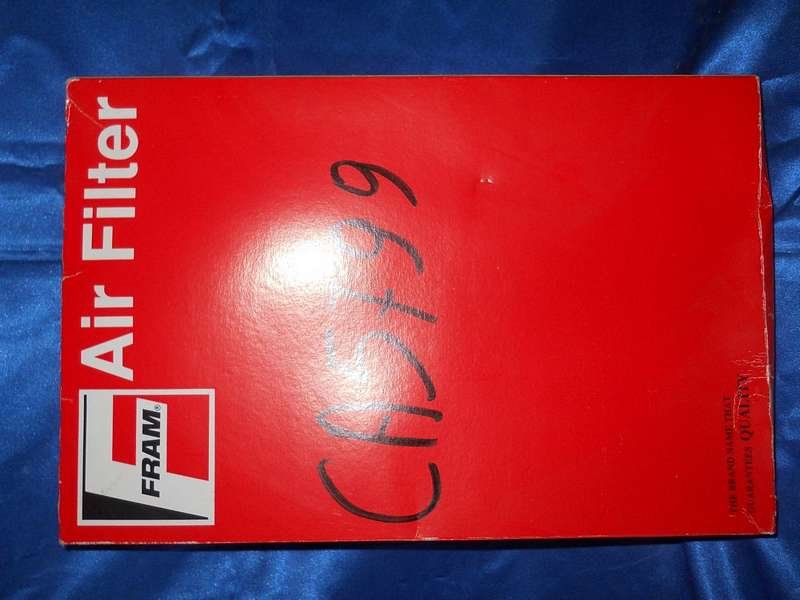 FRAM®
Air Filter
CA5799
THE BRAND NAME THAT
GUARANTEES QUALITY